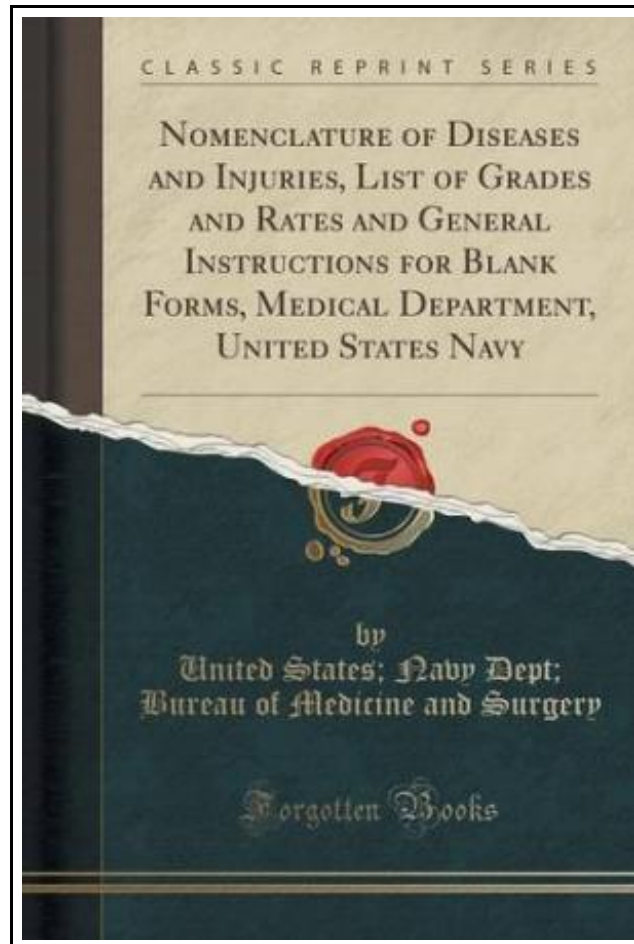 CLASSIC REPRINT SERIES
NOMENCLATURE OF DISEASES
AND INJURIES, LIST OF GRADES
AND RATES AND GENERAL
INSTRUCTIONS FOR BLANK
FORMS, MEDICAL DEPARTMENT,
UNITED STATES NAVY
F
by
United States; Navy Dept;
Bureau of Medicine and Surgery
Forgotten Books